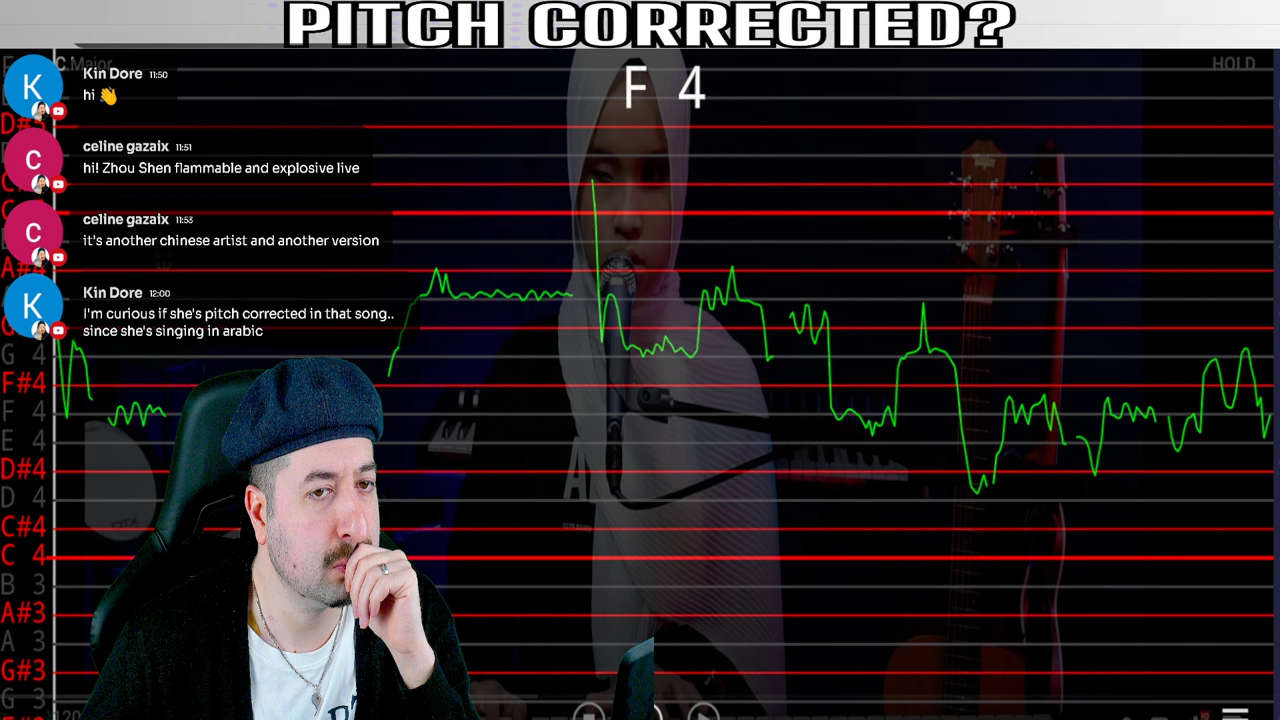 PITCH CORRECTED?
C Major
HOLD
F 4
Kin Dore 11:50
hi 👋
celine gazaix 11:51
hi! Zhou Shen flammable and explosive live
celine gazaix 11:53
it's another chinese artist and another version
Kin Dore 12:00
I'm curious if she's pitch corrected in that song..
since she's singing in arabic
K
C
C
K
A#4
G 4
F#4
F 4
E 4
D#4
D 4
C#4
C 4
B 3
A#3
A 3
G#3
G 3
Taylor
120